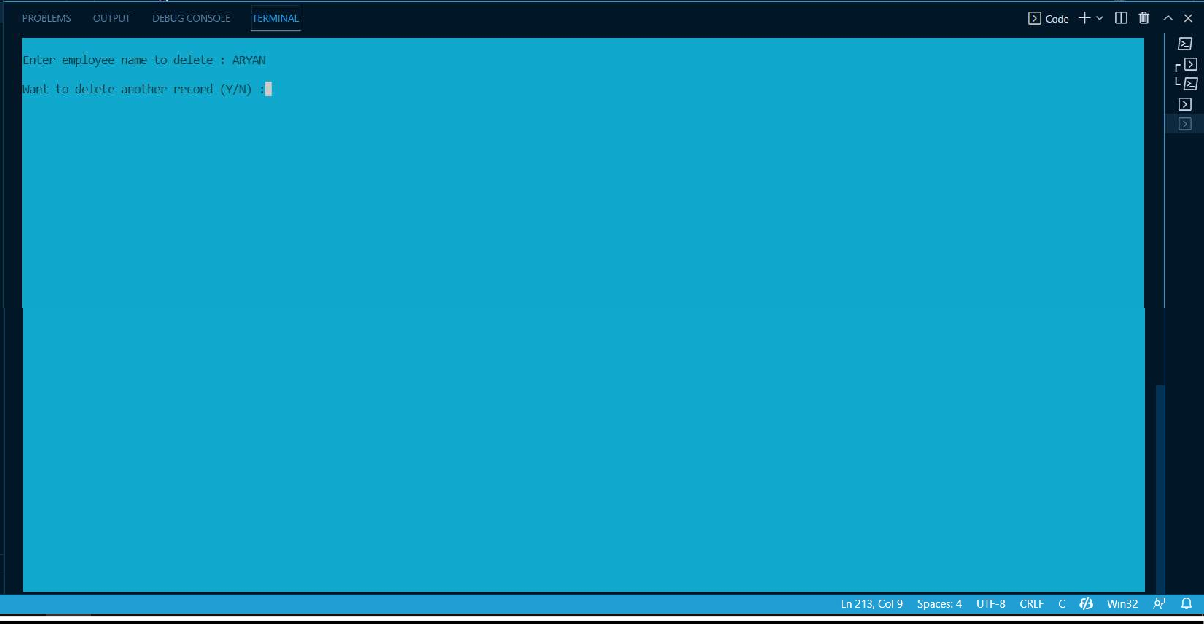 PROBLEMS OUTPUT DEBUG CONSOLE TERMINAL Code
Enter employee name to delete : ARYAN
Want to delete another record (Y/N) :
Ln 213, Col 9 Spaces: 4 UTF-8 CRLF C Win32